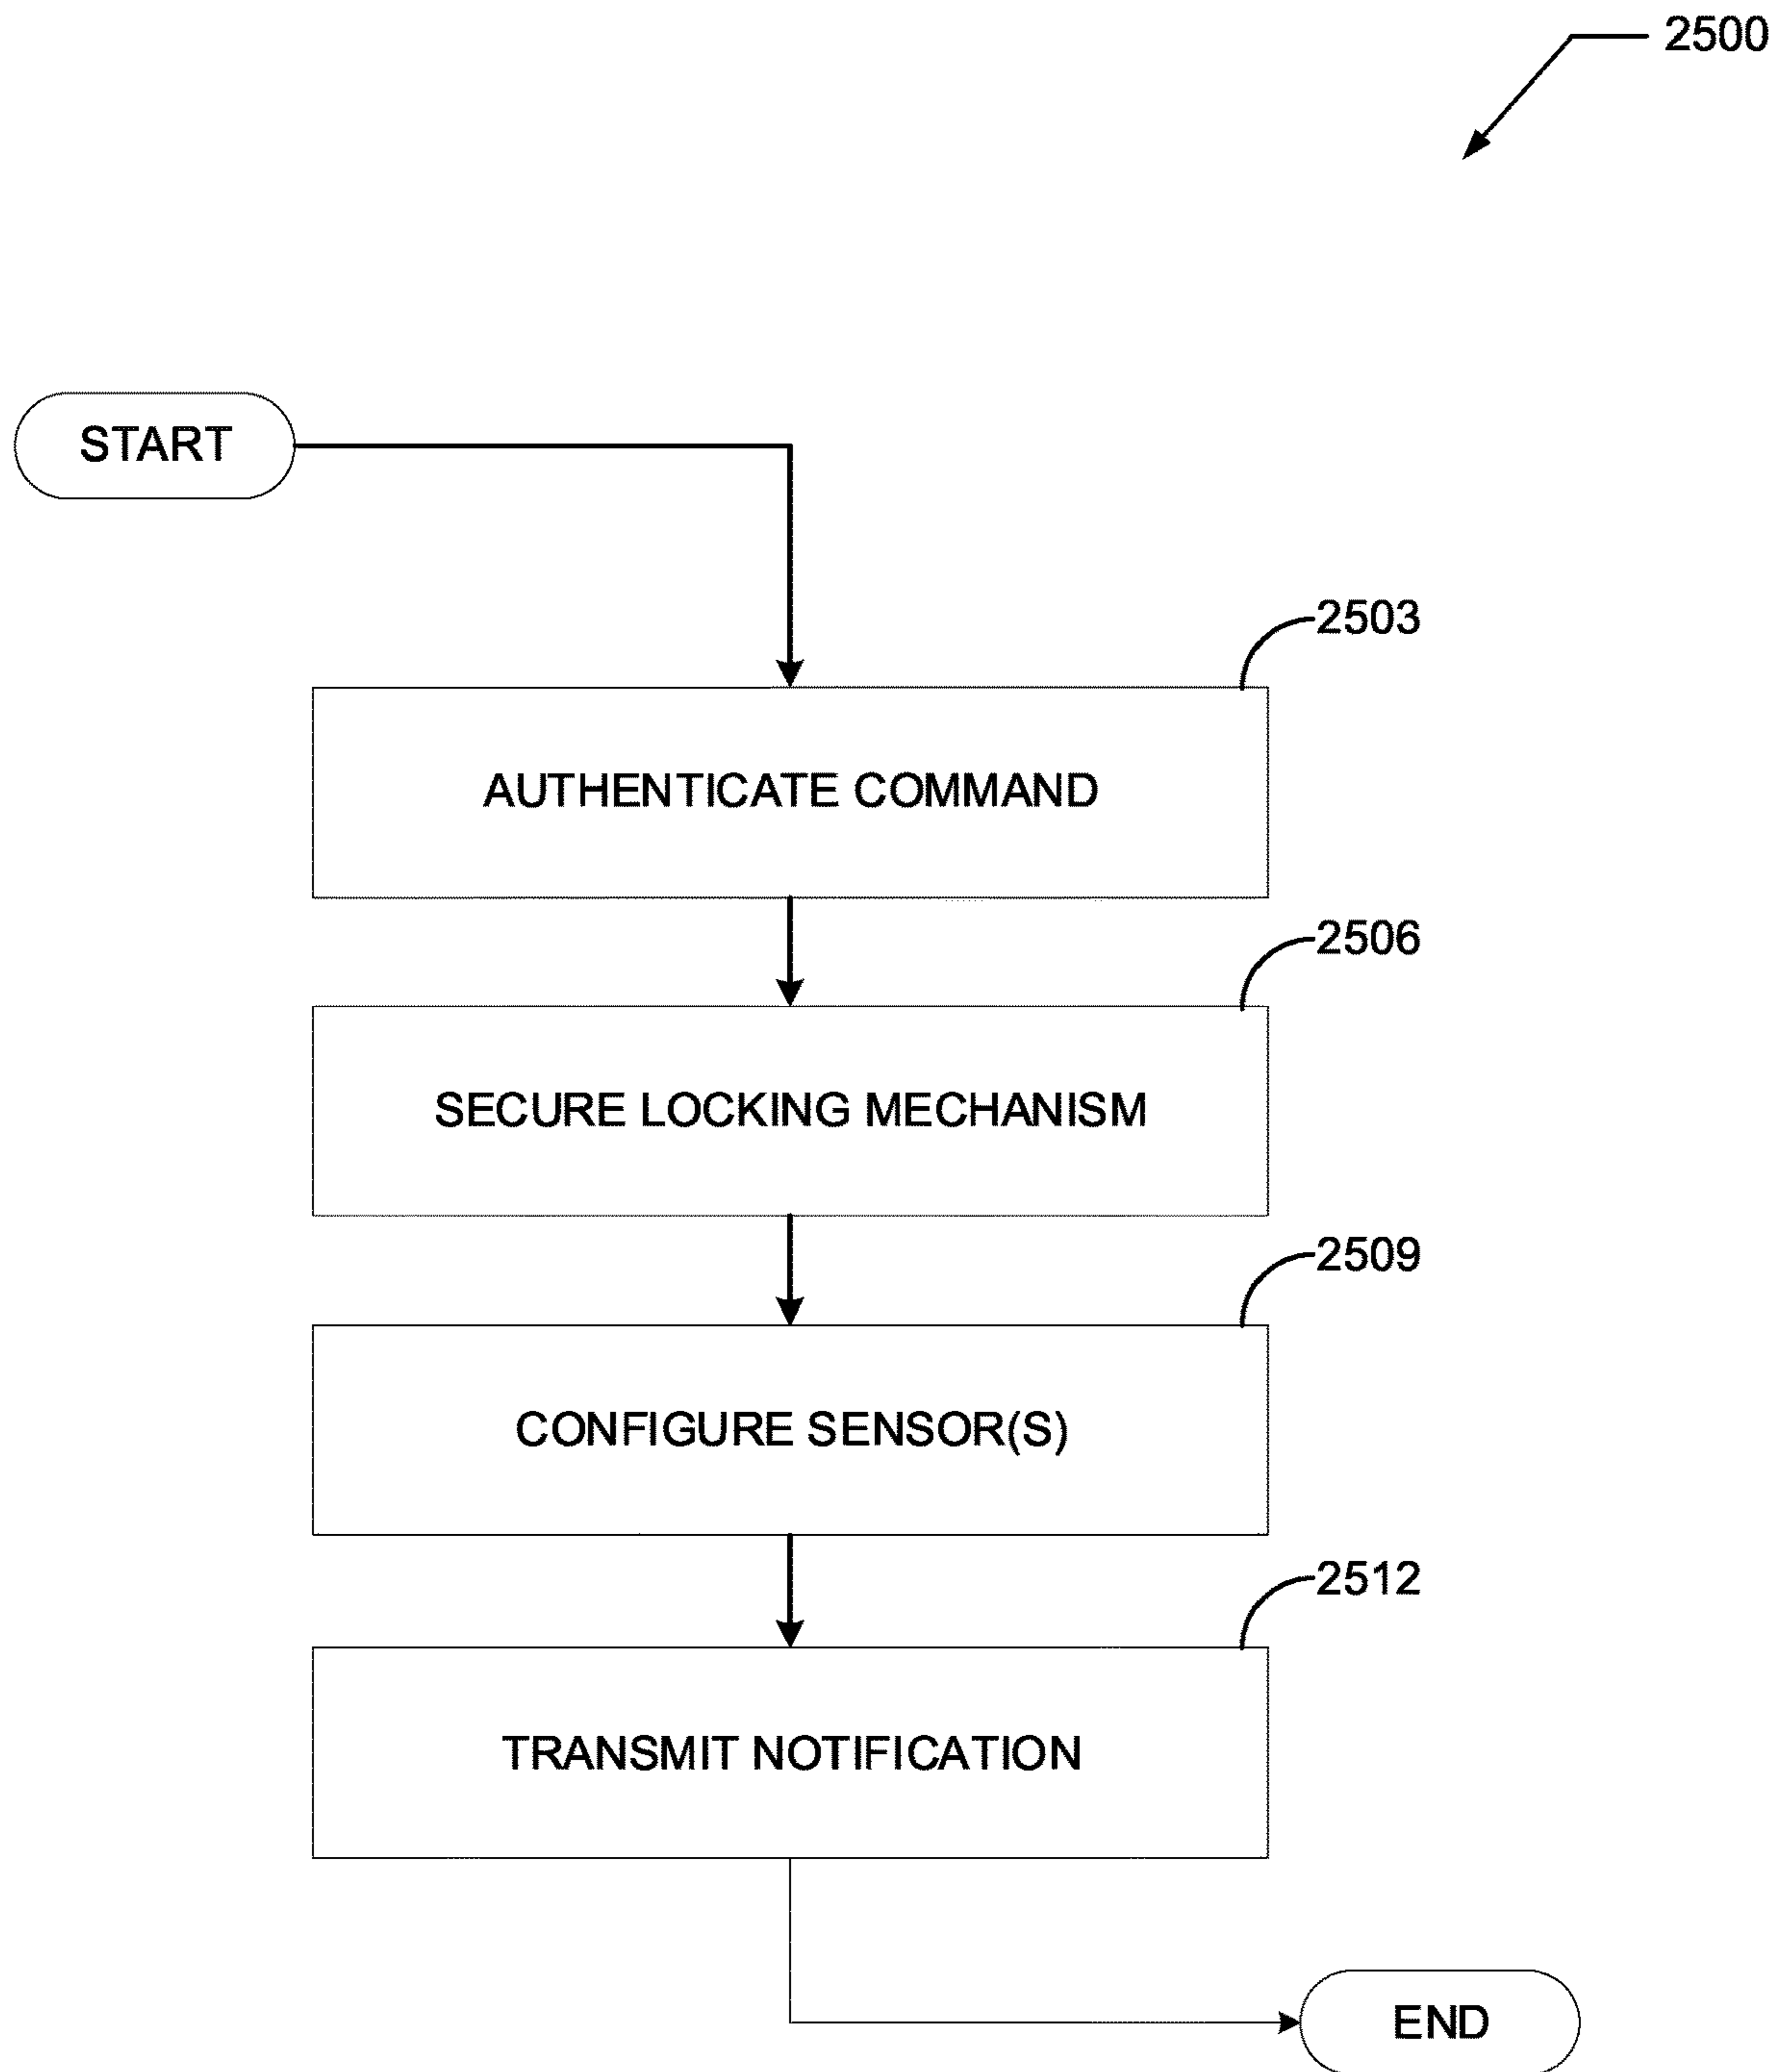 2500
START
2503
AUTHENTICATE COMMAND
2506
SECURE LOCKING MECHANISM
2509
CONFIGURE SENSOR(S)
2512
TRANSMIT NOTIFICATION
END